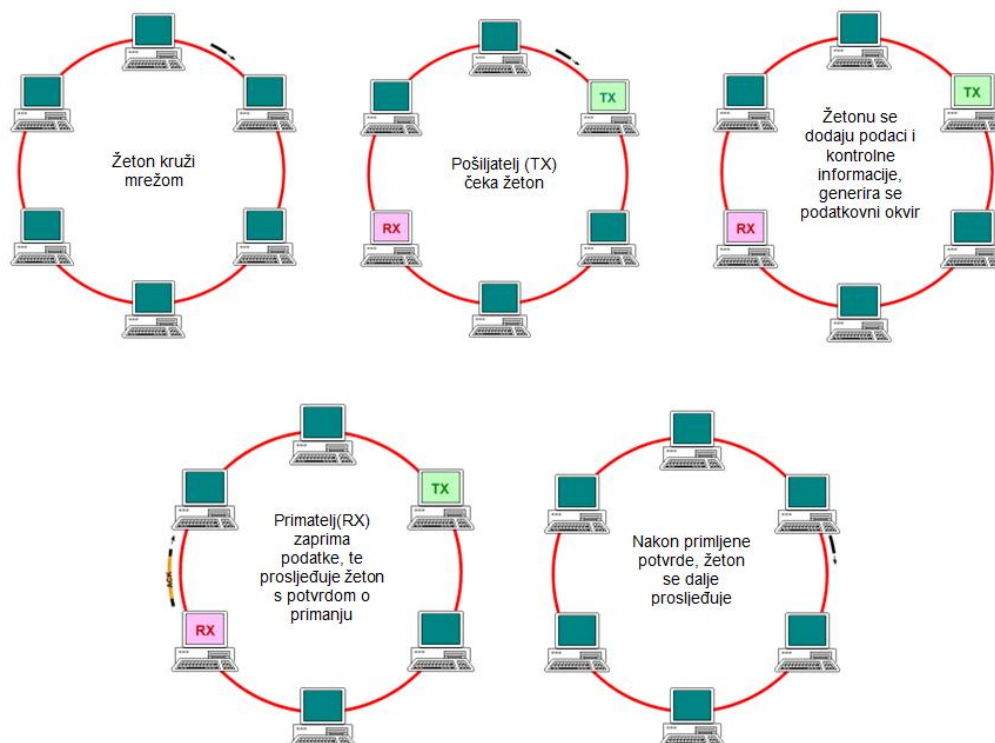 Žeton kruži
mrežom
TX
RX
Pošiljatelj (TX)
čeka žeton
TX
RX
Žetonu se
dodaju podaci i
kontrolne
informacije,
generira se
podatkovni okvir
TX
RX
ACK
Primatelj(RX)
zaprima
podatke, te
prosljeđuje žeton
s potvrdom o
primanju
Nakon primljene
potvrde, žeton
se dalje
prosljeđuje